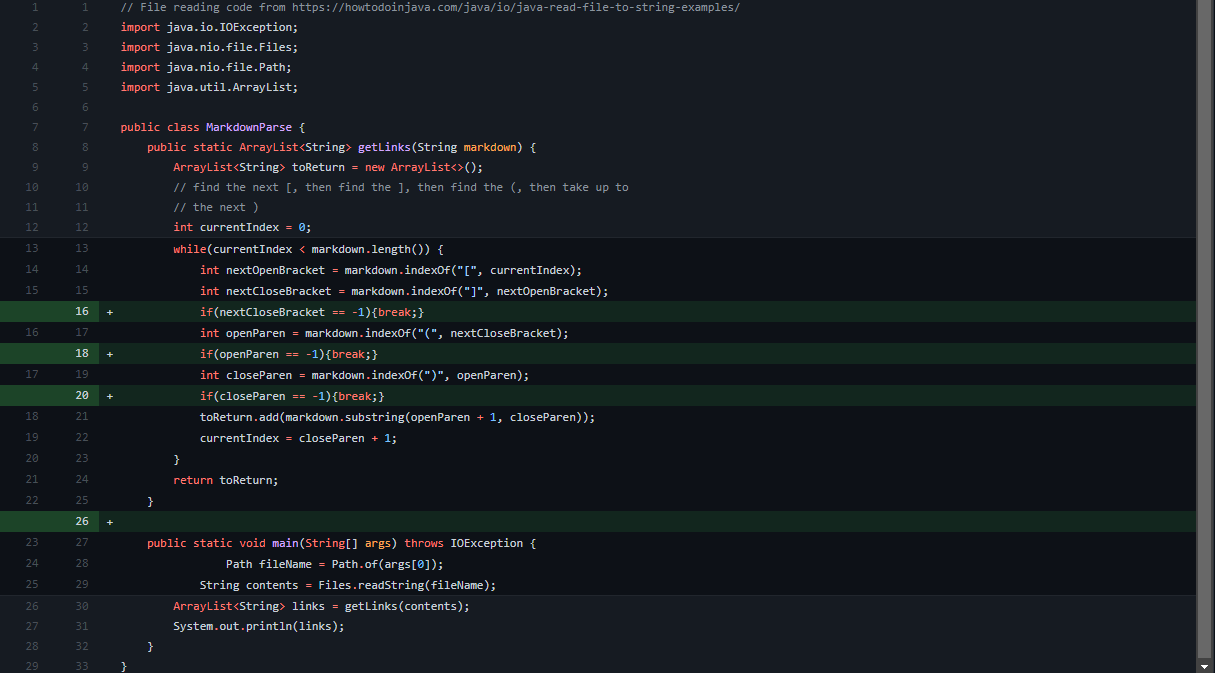 1 1 // File reading code from https://howtodoinjava.com/java/io/java-read-file-to-string-examples/
2 2 import java.io.IOException;
3 3 import java.nio.file.Files;
4 4 import java.nio.file.Path;
5 5 import java.util.ArrayList;
6 6
7 7 public class MarkdownParse {
8 8     public static ArrayList<String> getLinks(String markdown) {
9 9         ArrayList<String> toReturn = new ArrayList<>();
10 10         // find the next [, then find the ], then find the (, then take up to
11 11         // the next )
12 12         int currentIndex = 0;
13 13         while(currentIndex < markdown.length()) {
14 14             int nextOpenBracket = markdown.indexOf("[", currentIndex);
15 15             int nextCloseBracket = markdown.indexOf("]", nextOpenBracket);
16 +             if(nextCloseBracket == -1){break;}
16 17             int openParen = markdown.indexOf("(", nextCloseBracket);
18 +             if(openParen == -1){break;}
17 19             int closeParen = markdown.indexOf(")", openParen);
20 +             if(closeParen == -1){break;}
18 21             toReturn.add(markdown.substring(openParen + 1, closeParen));
19 22             currentIndex = closeParen + 1;
20 23         }
21 24         return toReturn;
22 25     }
26 +
23 27     public static void main(String[] args) throws IOException {
24 28                 Path fileName = Path.of(args[0]);
25 29             String contents = Files.readString(fileName);
26 30         ArrayList<String> links = getLinks(contents);
27 31         System.out.println(links);
28 32     }
29 33 }